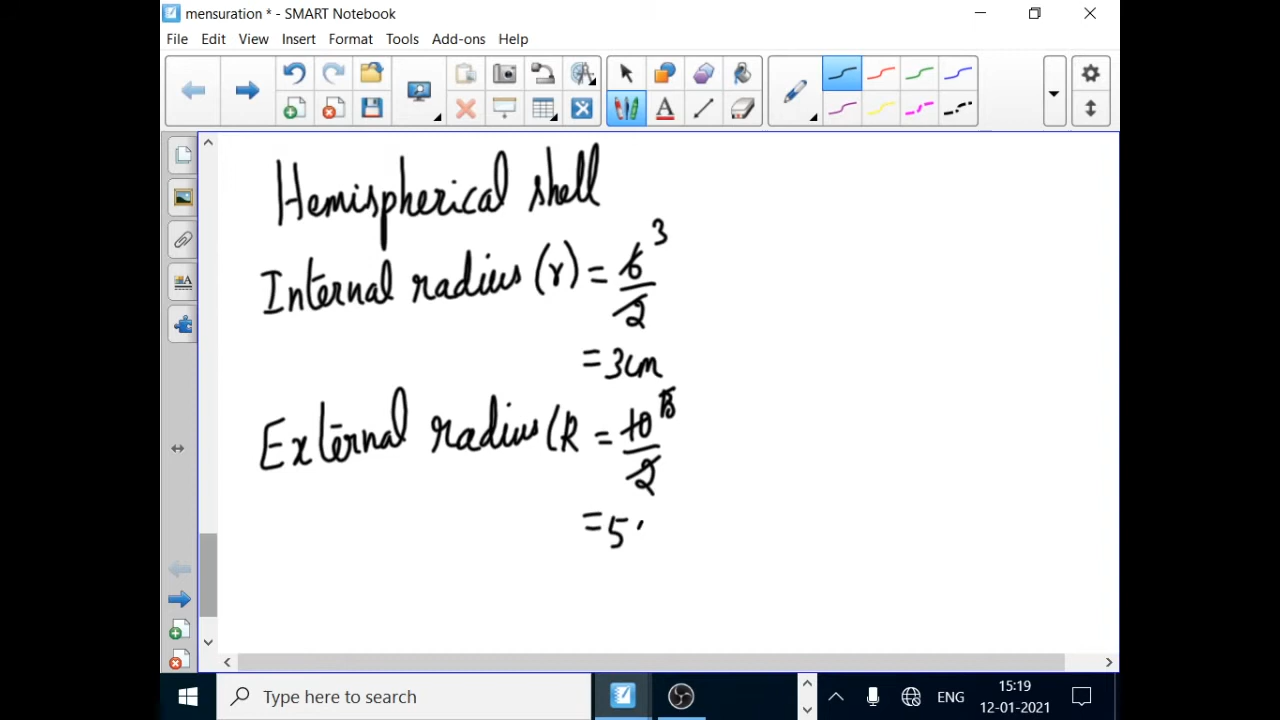 mensuration * - SMART Notebook
File Edit View Insert Format Tools Add-ons Help
Hemispherical shell
Internal radius (r) = 6/2 3
= 3cm
External radius (R = 10/2
= 5
Type here to search
ENG
15:19
12-01-2021